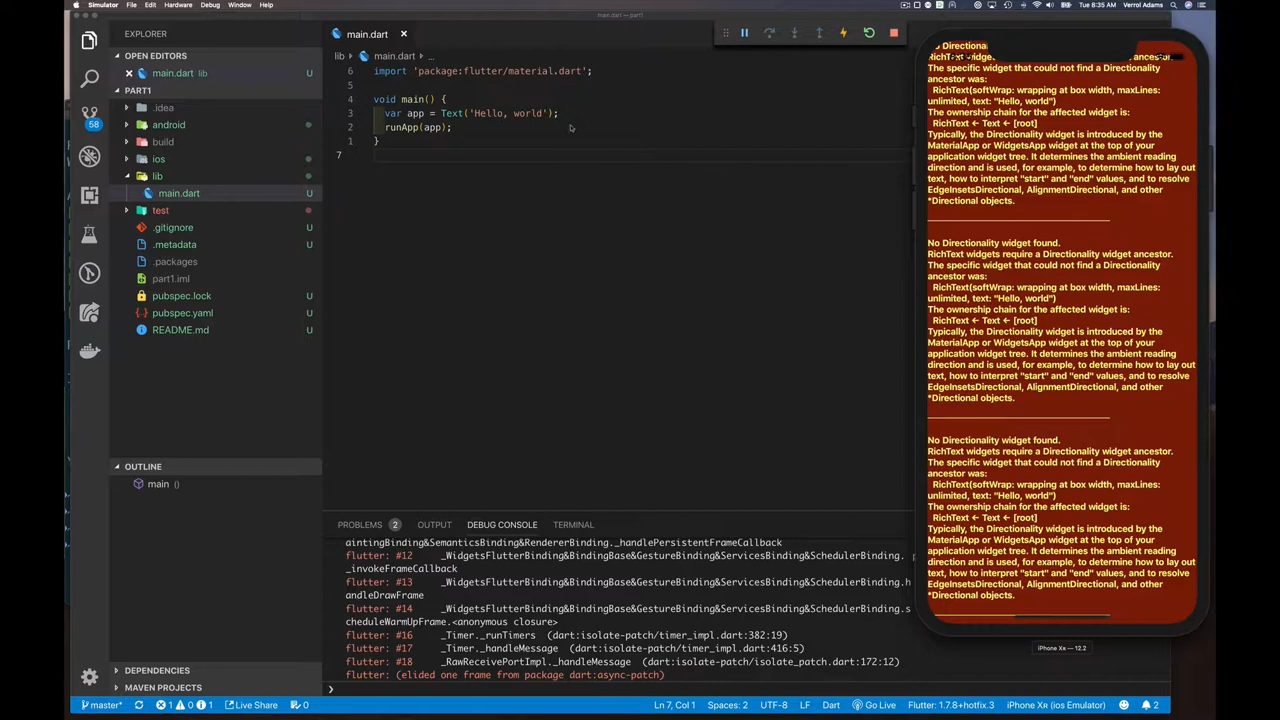 Simulator File Edit Hardware Debug Window Help
Tue 8:35 AM Verrol Adams
main.dart — part1
EXPLORER
OPEN EDITORS
main.dart lib U
PART1
.idea
android
build
ios
lib
main.dart U
test
.gitignore U
.metadata U
.packages
part1.iml
pubspec.lock U
pubspec.yaml U
README.md U
58
OUTLINE
main ()
DEPENDENCIES
MAVEN PROJECTS
main.dart
lib › main.dart › ...
6 import 'package:flutter/material.dart';
5
4 void main() {
3 var app = Text('Hello, world');
2 runApp(app);
1 }
7
PROBLEMS 2 OUTPUT DEBUG CONSOLE TERMINAL
aintingBinding&SemanticsBinding&RendererBinding._handlePersistentFrameCallback
flutter: #12 _WidgetsFlutterBinding&BindingBase&GestureBinding&ServicesBinding&SchedulerBinding.
_invokeFrameCallback
flutter: #13 _WidgetsFlutterBinding&BindingBase&GestureBinding&ServicesBinding&SchedulerBinding.h
andleDrawFrame
flutter: #14 _WidgetsFlutterBinding&BindingBase&GestureBinding&ServicesBinding&SchedulerBinding.s
cheduleWarmUpFrame.<anonymous closure>
flutter: #16 _Timer._runTimers (dart:isolate-patch/timer_impl.dart:382:19)
flutter: #17 _Timer._handleMessage (dart:isolate-patch/timer_impl.dart:416:5)
flutter: #18 _RawReceivePortImpl._handleMessage (dart:isolate-patch/isolate_patch.dart:172:12)
flutter: (elided one frame from package dart:async-patch)
›
o Directiona
The specific widget that could not find a Directionality
ancestor was:
RichText(softWrap: wrapping at box width, maxLines:
unlimited, text: "Hello, world")
The ownership chain for the affected widget is:
RichText ← Text ← [root]
Typically, the Directionality widget is introduced by the
MaterialApp or WidgetsApp widget at the top of your
application widget tree. It determines the ambient reading
direction and is used, for example, to determine how to lay out
text, how to interpret "start" and "end" values, and to resolve
EdgeInsetsDirectional, AlignmentDirectional, and other
*Directional objects.
No Directionality widget found.
RichText widgets require a Directionality widget ancestor.
The specific widget that could not find a Directionality
ancestor was:
RichText(softWrap: wrapping at box width, maxLines:
unlimited, text: "Hello, world")
The ownership chain for the affected widget is:
RichText ← Text ← [root]
Typically, the Directionality widget is introduced by the
MaterialApp or WidgetsApp widget at the top of your
application widget tree. It determines the ambient reading
direction and is used, for example, to determine how to lay out
text, how to interpret "start" and "end" values, and to resolve
EdgeInsetsDirectional, AlignmentDirectional, and other
*Directional objects.
No Directionality widget found.
RichText widgets require a Directionality widget ancestor.
The specific widget that could not find a Directionality
ancestor was:
RichText(softWrap: wrapping at box width, maxLines:
unlimited, text: "Hello, world")
The ownership chain for the affected widget is:
RichText ← Text ← [root]
Typically, the Directionality widget is introduced by the
MaterialApp or WidgetsApp widget at the top of your
application widget tree. It determines the ambient reading
direction and is used, for example, to determine how to lay out
text, how to interpret "start" and "end" values, and to resolve
EdgeInsetsDirectional, AlignmentDirectional, and other
*Directional objects.
iPhone Xʀ — 12.2
master* 1 0 1 Live Share 0
Ln 7, Col 1 Spaces: 2 UTF-8 LF Dart Go Live Flutter: 1.7.8+hotfix.3 iPhone Xʀ (ios Emulator) 2